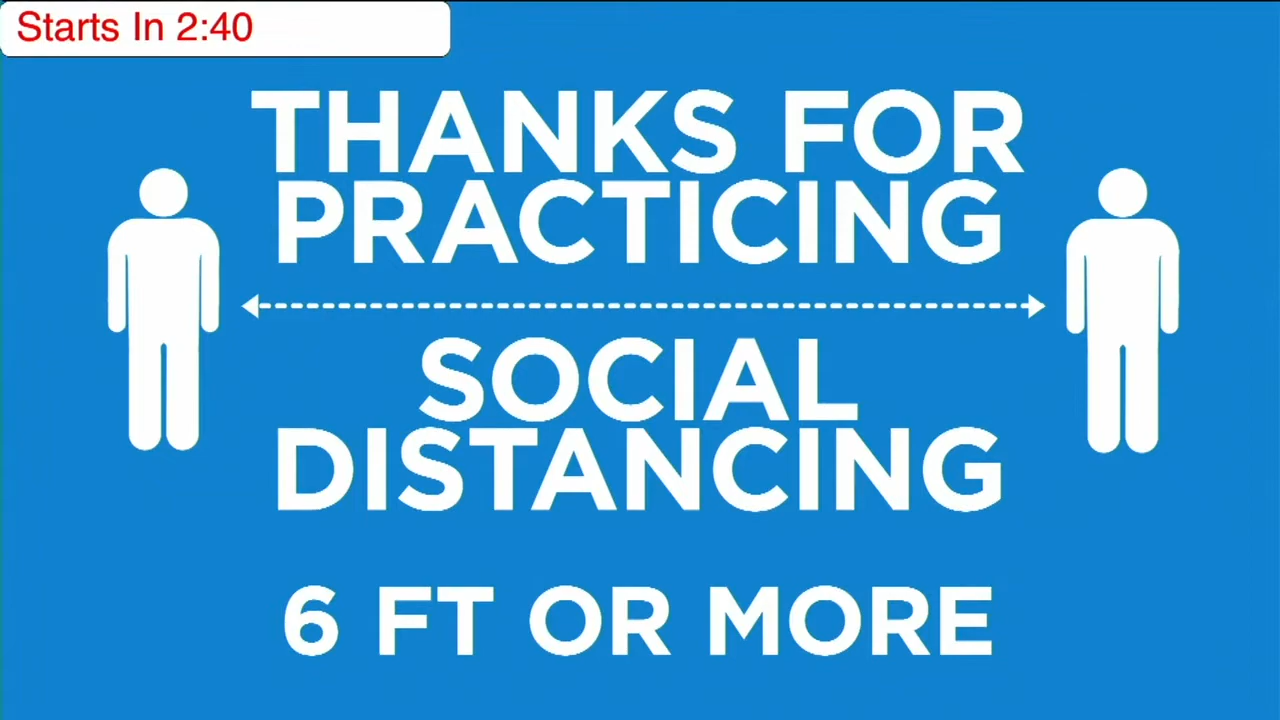 Starts In 2:40
THANKS FOR
PRACTICING
SOCIAL
DISTANCING
6 FT OR MORE